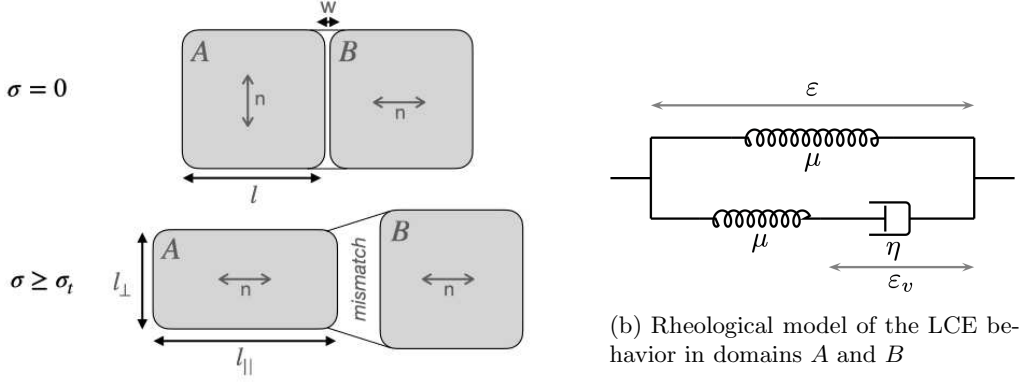 w
A
B
σ = 0
n
n
l
A
B
σ ≥ σ_t
l_⊥
n
mismatch
n
l_||
ε
μ
μ
η
ε_v
(b) Rheological model of the LCE be-
havior in domains A and B